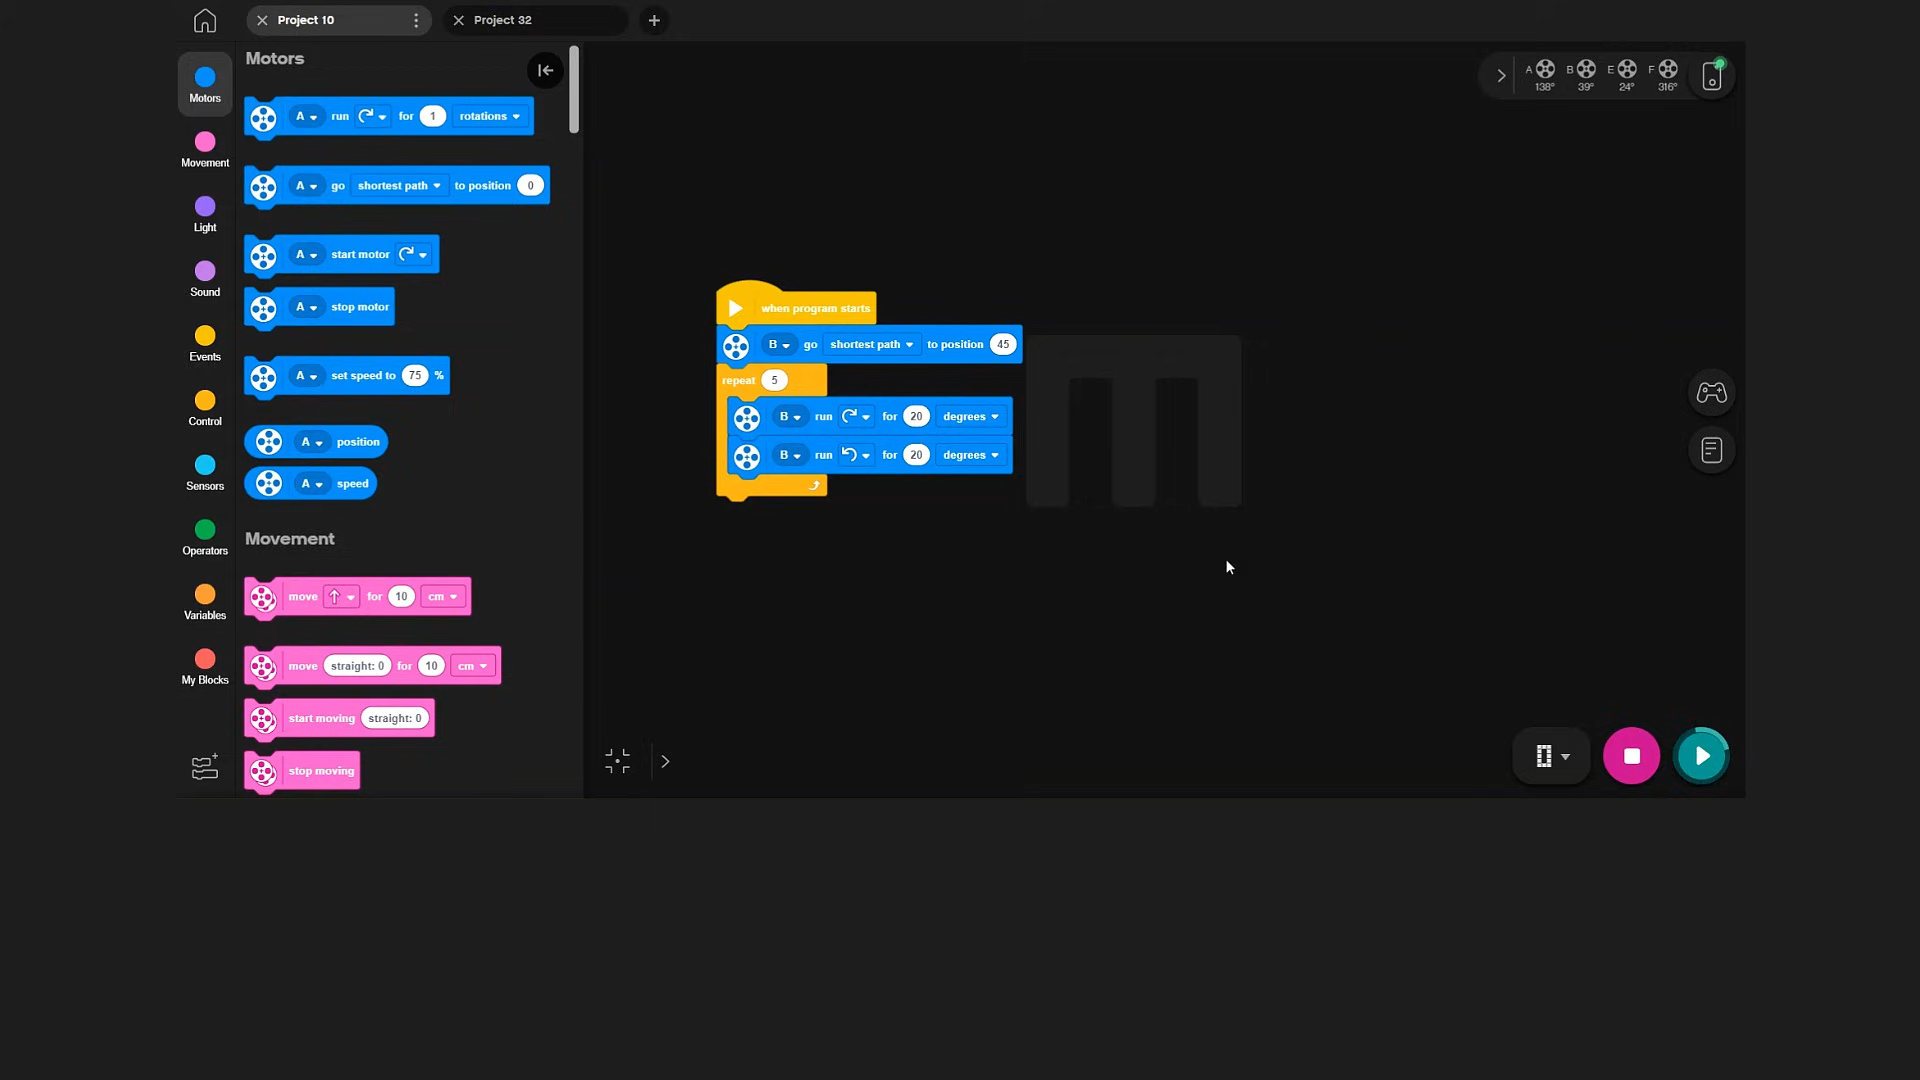 Project 10
Project 32
Motors
Motors
Movement
Light
Sound
Events
Control
Sensors
Operators
Variables
My Blocks
A run for 1 rotations
A go shortest path to position 0
A start motor
A stop motor
A set speed to 75 %
A position
A speed
Movement
move for 10 cm
move straight: 0 for 10 cm
start moving straight: 0
stop moving
when program starts
B go shortest path to position 45
repeat 5
B run for 20 degrees
B run for 20 degrees
A B E F
138° 39° 24° 316°